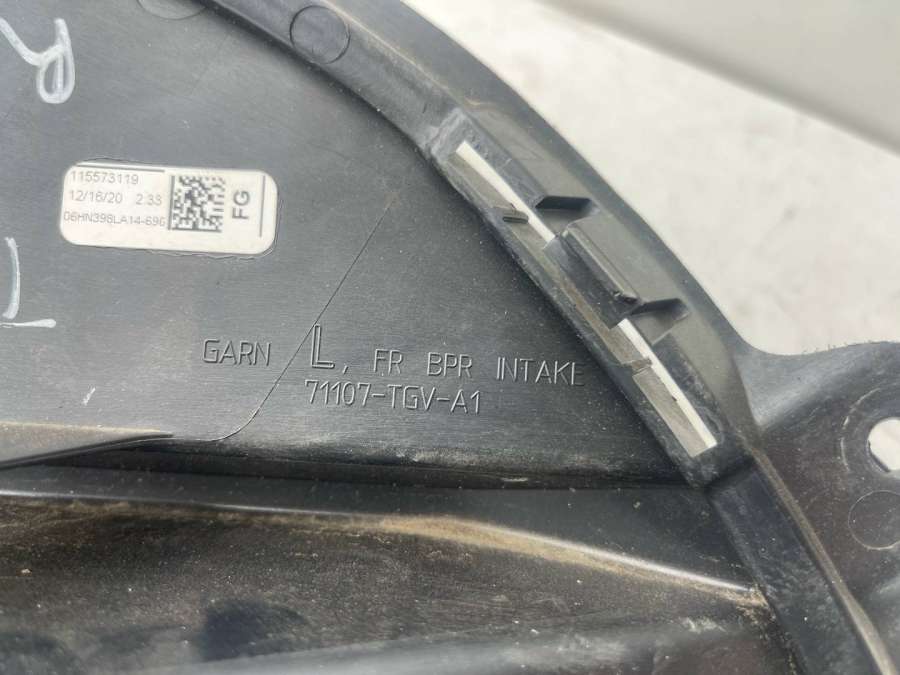 R
115573119
12/16/20 2:33
06HN398LA14-696
FG
GARN L, FR BPR INTAKE
71107-TGV-A1